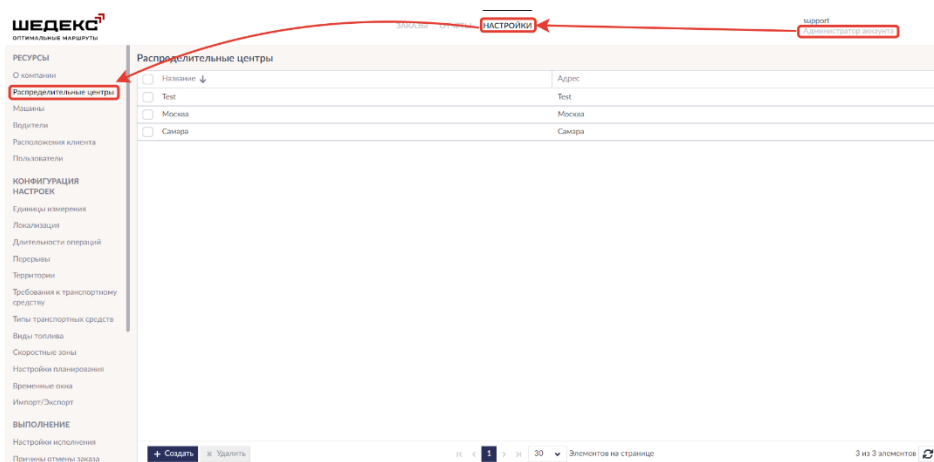 ШЕДЕКС
ОПТИМАЛЬНЫЕ МАРШРУТЫ
ЗАКАЗЫ ОТЧЕТЫ НАСТРОЙКИ
support
Администратор аккаунта
РЕСУРСЫ
О компании
Распределительные центры
Машины
Водители
Расположения клиента
Пользователи
КОНФИГУРАЦИЯ
НАСТРОЕК
Единицы измерения
Локализация
Длительности операций
Перерывы
Территории
Требования к транспортному
средству
Типы транспортных средств
Виды топлива
Скоростные зоны
Настройки планирования
Временные окна
Импорт/Экспорт
ВЫПОЛНЕНИЕ
Настройки исполнения
Причины отмены заказа
Распределительные центры
Название Адрес
Test Test
Москва Москва
Самара Самара
+ Создать × Удалить 1 30 Элементов на странице 3 из 3 элементов